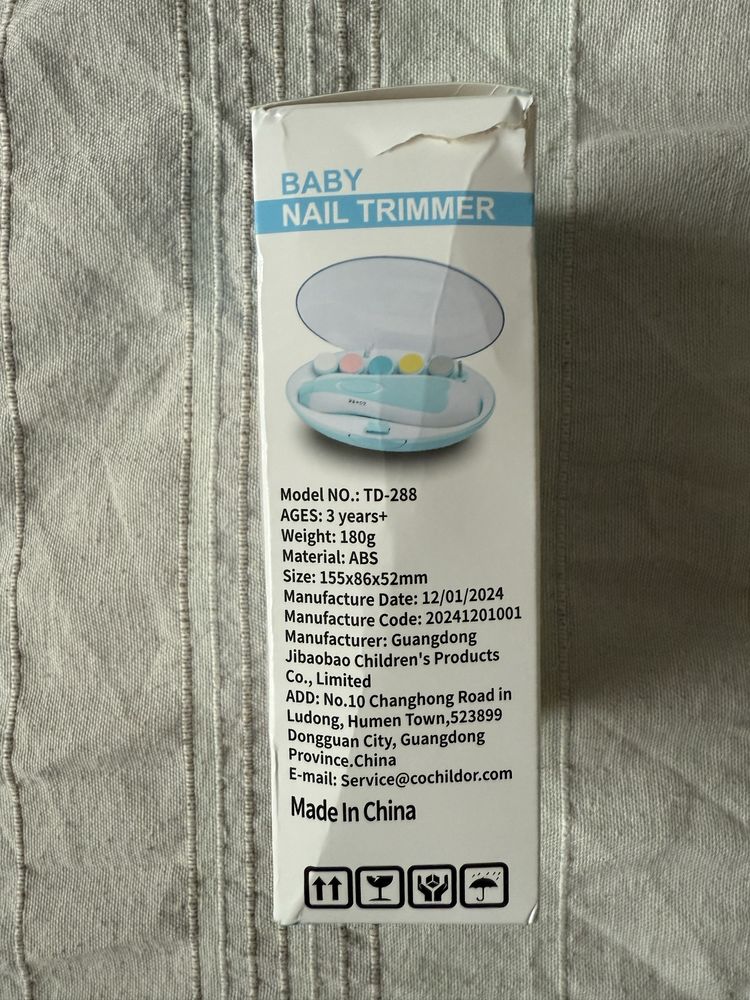 BABY
NAIL TRIMMER
Model NO.: TD-288
AGES: 3 years+
Weight: 180g
Material: ABS
Size: 155x86x52mm
Manufacture Date: 12/01/2024
Manufacture Code: 20241201001
Manufacturer: Guangdong
Jibaobao Children's Products
Co., Limited
ADD: No.10 Changhong Road in
Ludong, Humen Town,523899
Dongguan City, Guangdong
Province.China
E-mail: Service@cochildor.com
Made In China